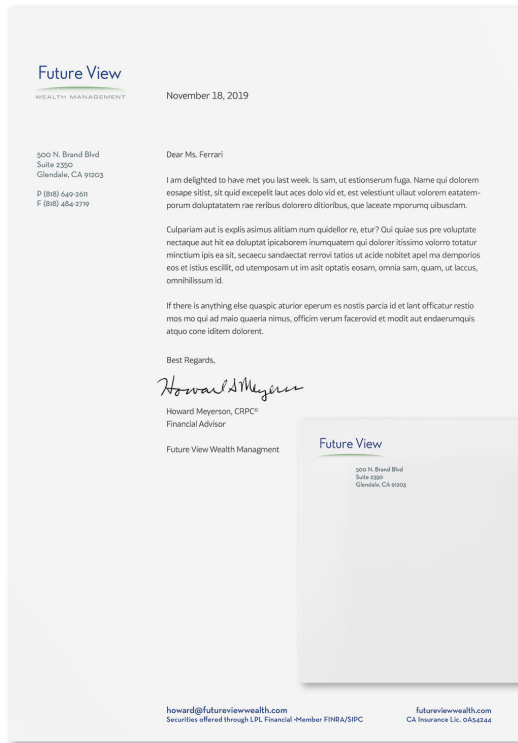 Future View
WEALTH MANAGEMENT
November 18, 2019
500 N. Brand Blvd
Suite 2350
Glendale, CA 91203
P (818) 649-2611
F (818) 484-2719
Dear Ms. Ferrari
I am delighted to have met you last week. Is sam, ut estionserum fuga. Name qui dolorem
eosape sitist, sit quid excepelit laut aces dolo vid et, est velestiunt ullaut volorem eatatem-
porum doluptatatem rae reribus dolorero ditioribus, que laceate mporumq uibusdam.
Culpariam aut is explis asimus alitiam num quidellor re, etur? Qui quiae sus pre voluptate
nectaque aut hit ea doluptat ipicaborem inumquatem qui dolorer itissimo volorro totatur
minctium ipis ea sit, secaecu sandaectat rerrovi tatios ut acide nobitet apel ma demporios
eos et istius escillit, od utemposam ut im asit optatis eosam, omnia sam, quam, ut laccus,
omnihilissum id.
If there is anything else quaspic aturior eperum es nostis parcia id et lant officatur restio
mos mo qui ad maio quaeria nimus, officim verum facerovid et modit aut endaerumquis
atquo cone iditem dolorent.
Best Regards,
Howard S Meyerson
Howard Meyerson, CRPC®
Financial Advisor
Future View Wealth Managment
Future View
500 N. Brand Blvd
Suite 2350
Glendale, CA 91203
howard@futureviewwealth.com
Securities offered through LPL Financial •Member FINRA/SIPC
futureviewwealth.com
CA Insurance Lic. 0A54244